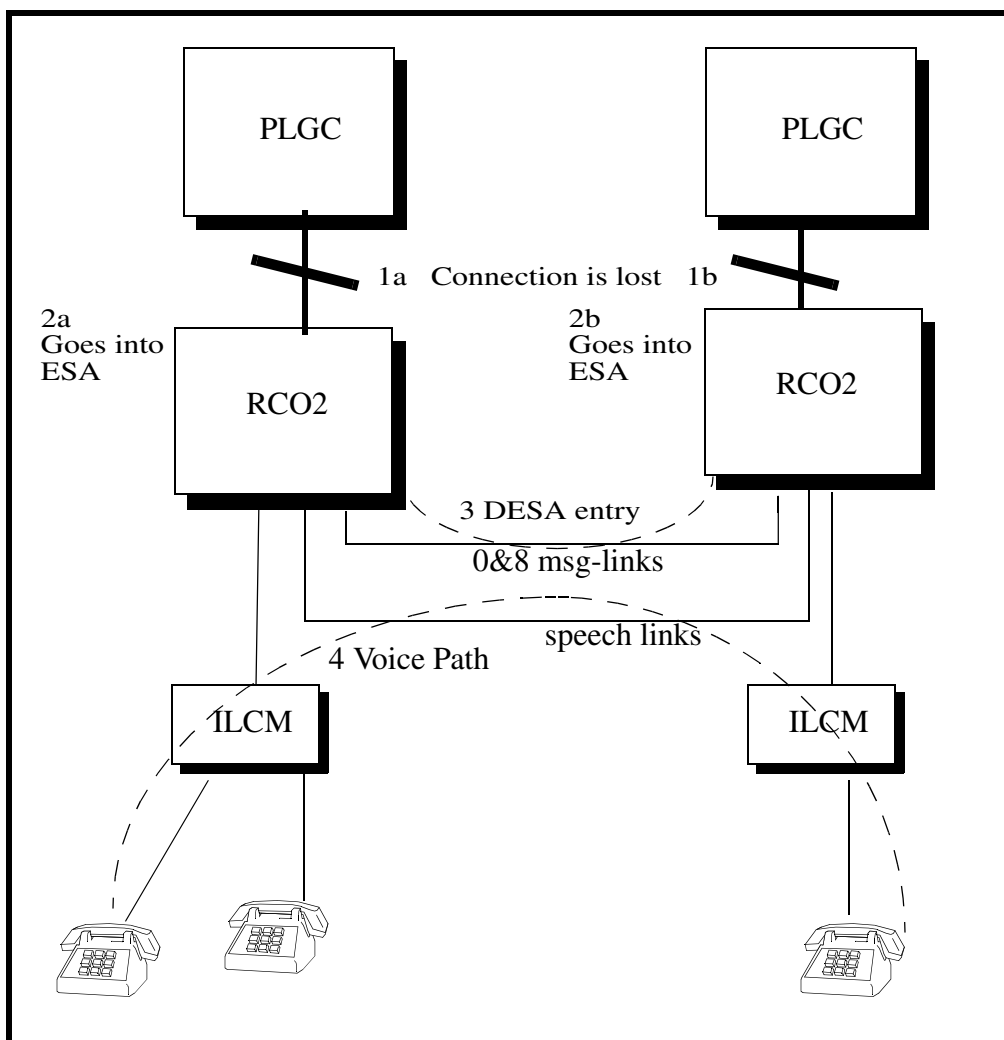 PLGC
PLGC
1a Connection is lost 1b
2a
Goes into
ESA
2b
Goes into
ESA
RCO2
RCO2
3 DESA entry
0&8 msg-links
speech links
4 Voice Path
ILCM
ILCM